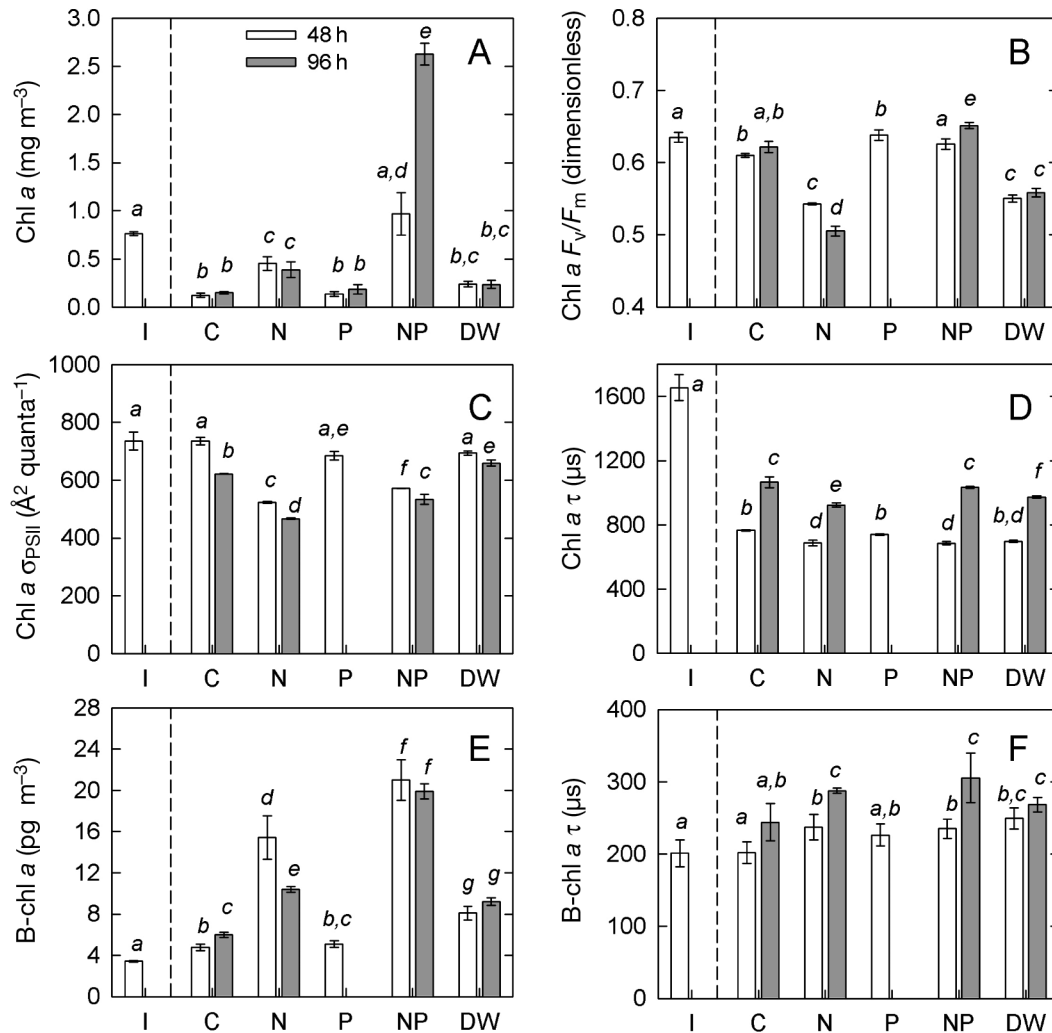 Chl a (mg m⁻³)
3.0
2.5
2.0
1.5
1.0
0.5
0.0
48 h
96 h
A
a
b b
c c
b b
a,d
e
b,c
b,c
I C N P NP DW
Chl a Fv/Fm (dimensionless)
0.8
0.7
0.6
0.5
0.4
B
a
b
a,b
c
d
b
a
e
c c
I C N P NP DW
Chl a σPSII (Å² quanta⁻¹)
1000
800
600
400
200
0
C
a
a
b
c
d
a,e
f
c
a
e
I C N P NP DW
Chl a τ (µs)
1600
1200
800
400
0
D
a
b
c
d
e
b
d
c
b,d
f
I C N P NP DW
B-chl a (pg m⁻³)
28
24
20
16
12
8
4
0
E
a
b
c
d
e
b,c
f f
g g
I C N P NP DW
B-chl a τ (µs)
400
300
200
100
0
F
a
a
a,b
b
c
a,b
b
c
b,c
c
I C N P NP DW